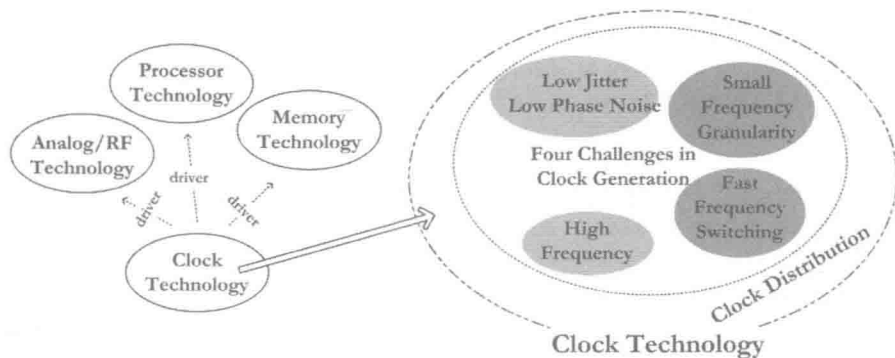 Processor
Technology
Analog/RF
Technology
Memory
Technology
driver
driver
driver
Clock
Technology
Low Jitter
Low Phase Noise
Small
Frequency
Granularity
Four Challenges in
Clock Generation
Fast
Frequency
Switching
High
Frequency
Clock Distribution
Clock Technology